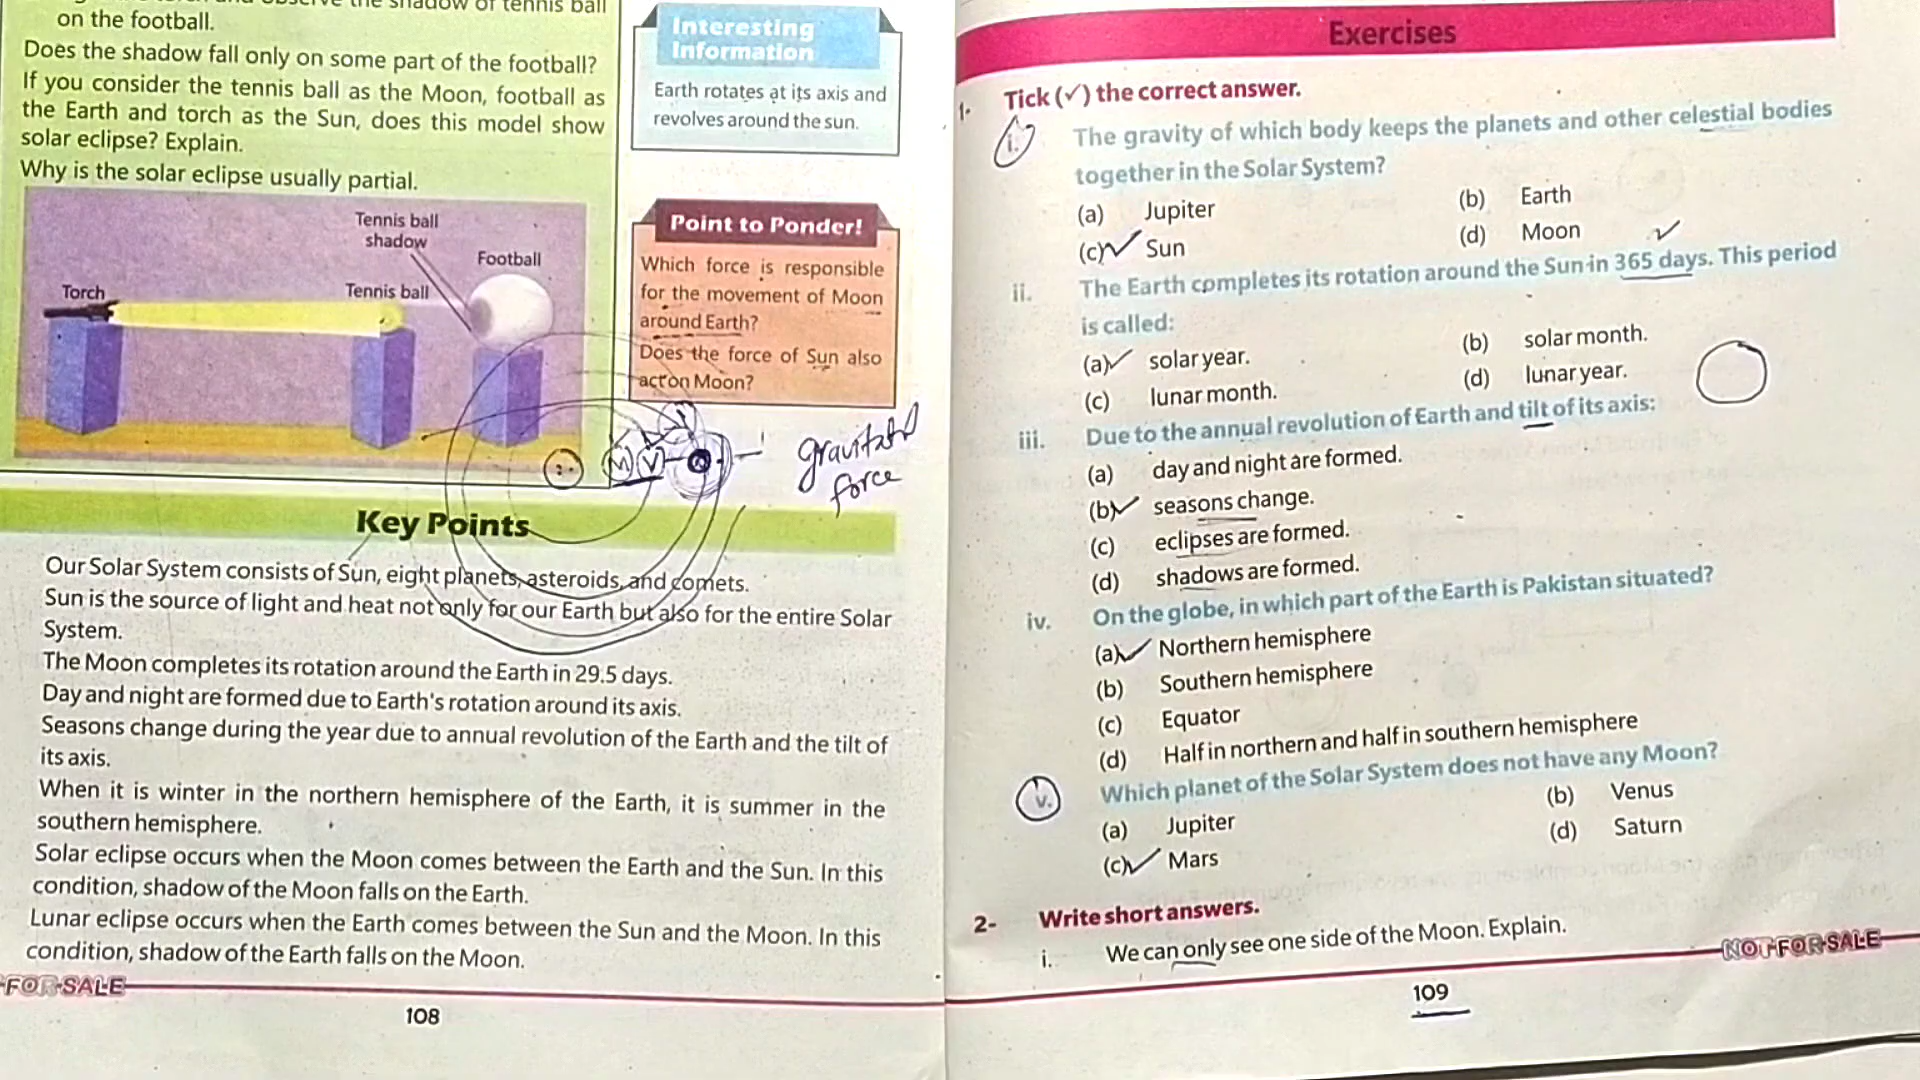 on the football.
Does the shadow fall only on some part of the football?
If you consider the tennis ball as the Moon, football as
the Earth and torch as the Sun, does this model show
solar eclipse? Explain.
Why is the solar eclipse usually partial.
Tennis ball
shadow
Football
Torch
Tennis ball
Interesting
Information
Earth rotates at its axis and
revolves around the sun.
Point to Ponder!
Which force is responsible
for the movement of Moon
around Earth?
Does the force of Sun also
act on Moon?
M V
force
Key Points
Our Solar System consists of Sun, eight planets, asteroids, and comets.
Sun is the source of light and heat not only for our Earth but also for the entire Solar
System.
The Moon completes its rotation around the Earth in 29.5 days.
Day and night are formed due to Earth's rotation around its axis.
Seasons change during the year due to annual revolution of the Earth and the tilt of
its axis.
When it is winter in the northern hemisphere of the Earth, it is summer in the
southern hemisphere.
Solar eclipse occurs when the Moon comes between the Earth and the Sun. In this
condition, shadow of the Moon falls on the Earth.
Lunar eclipse occurs when the Earth comes between the Sun and the Moon. In this
condition, shadow of the Earth falls on the Moon.
FOR SALE
108
Exercises
1- Tick (✓) the correct answer.
i. The gravity of which body keeps the planets and other celestial bodies
together in the Solar System?
(a) Jupiter (b) Earth
(c) ✓ Sun (d) Moon
ii. The Earth completes its rotation around the Sun in 365 days. This period
is called:
(a) ✓ solar year. (b) solar month.
(c) lunar month. (d) lunar year.
iii. Due to the annual revolution of Earth and tilt of its axis:
(a) day and night are formed.
(b) ✓ seasons change.
(c) eclipses are formed.
(d) shadows are formed.
iv. On the globe, in which part of the Earth is Pakistan situated?
(a) ✓ Northern hemisphere
(b) Southern hemisphere
(c) Equator
(d) Half in northern and half in southern hemisphere
v. Which planet of the Solar System does not have any Moon?
(a) Jupiter (b) Venus
(c) ✓ Mars (d) Saturn
2- Write short answers.
i. We can only see one side of the Moon. Explain.
NOT FOR SALE
109